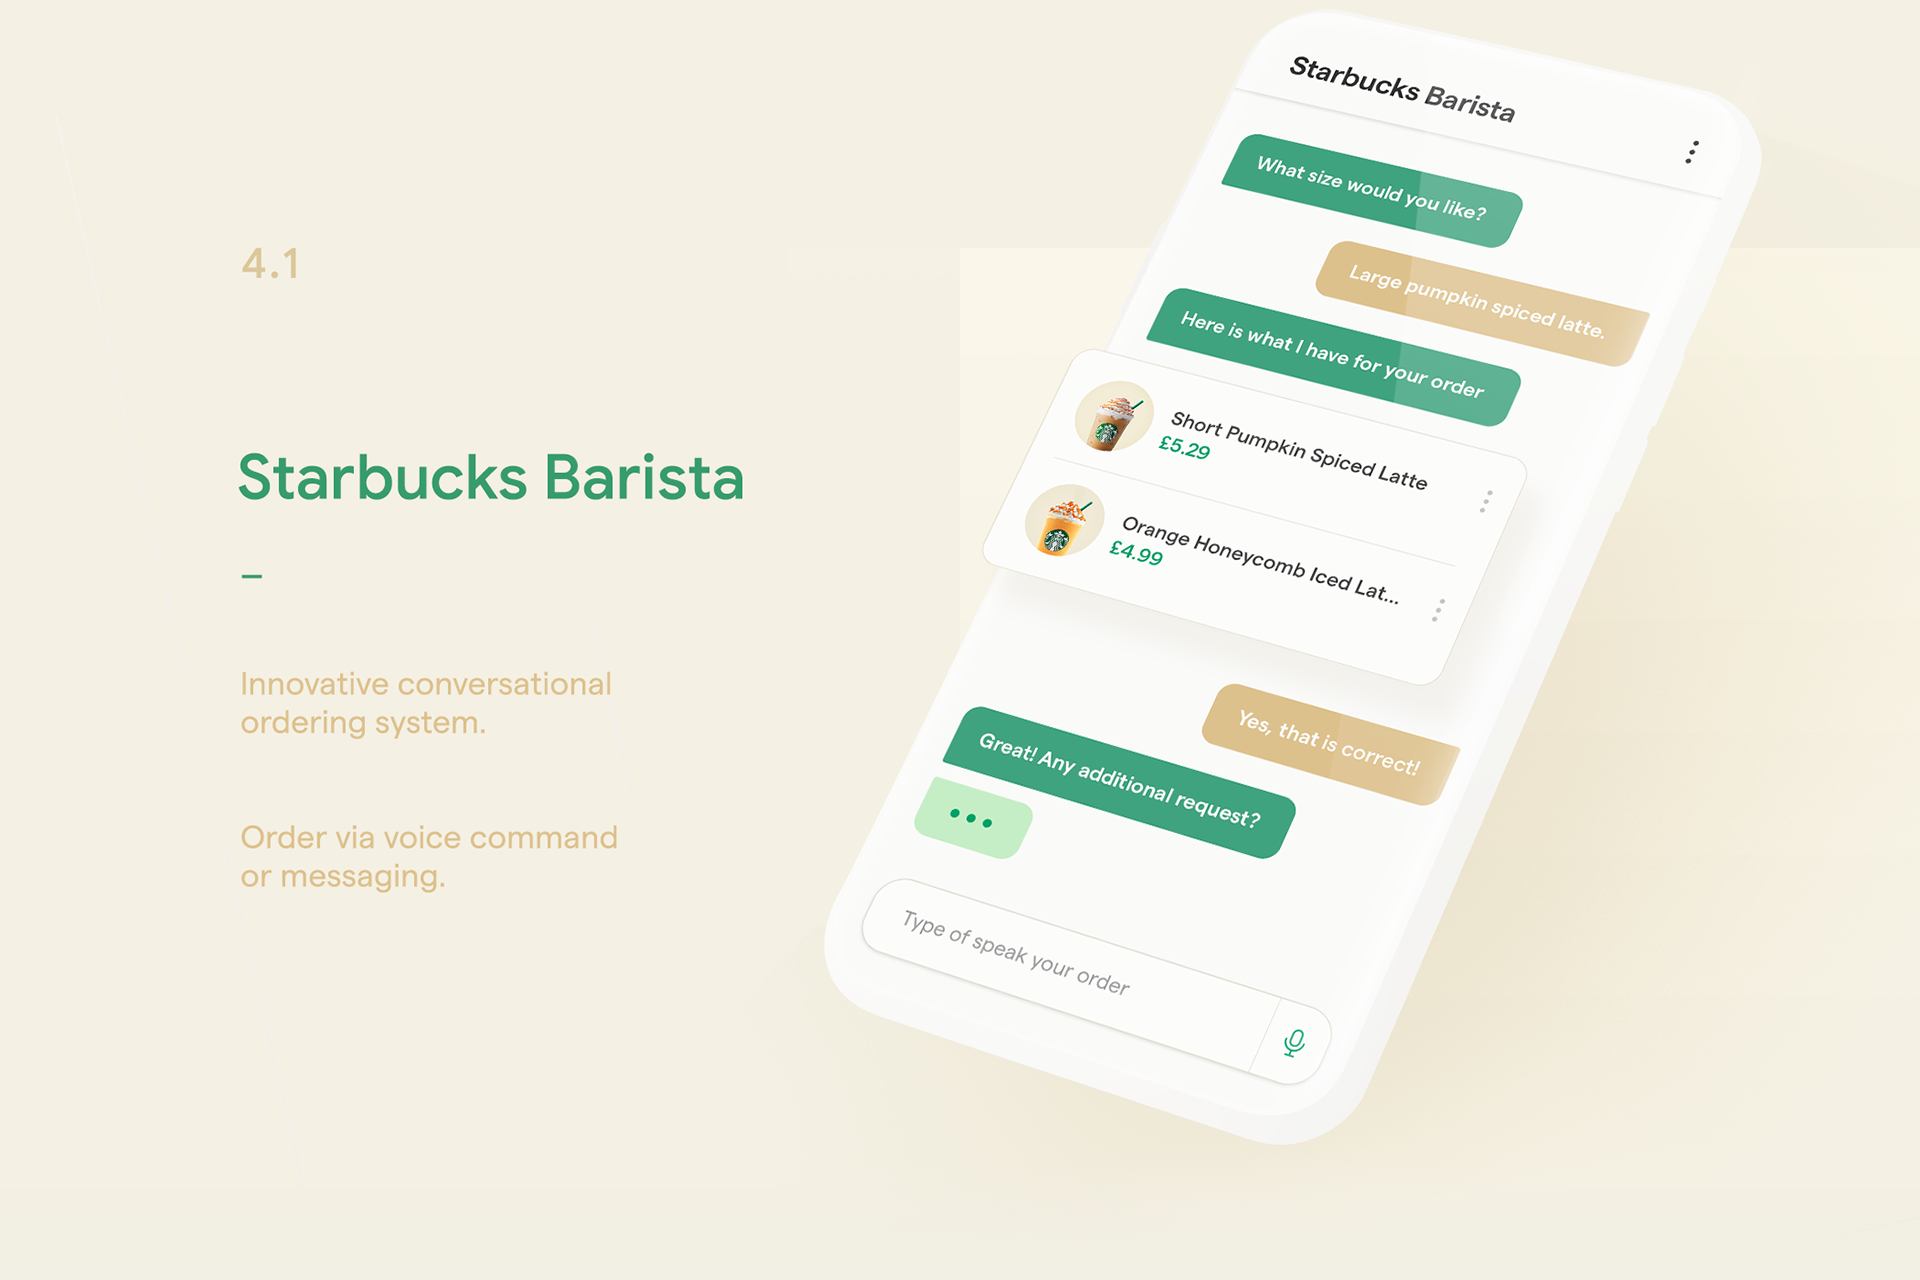 4.1
Starbucks Barista
–
Innovative conversational
ordering system.
Order via voice command
or messaging.
Starbucks Barista
What size would you like?
Large pumpkin spiced latte.
Here is what I have for your order
Short Pumpkin Spiced Latte
£5.29
Orange Honeycomb Iced Lat...
£4.99
Yes, that is correct!
Great! Any additional request?
Type of speak your order